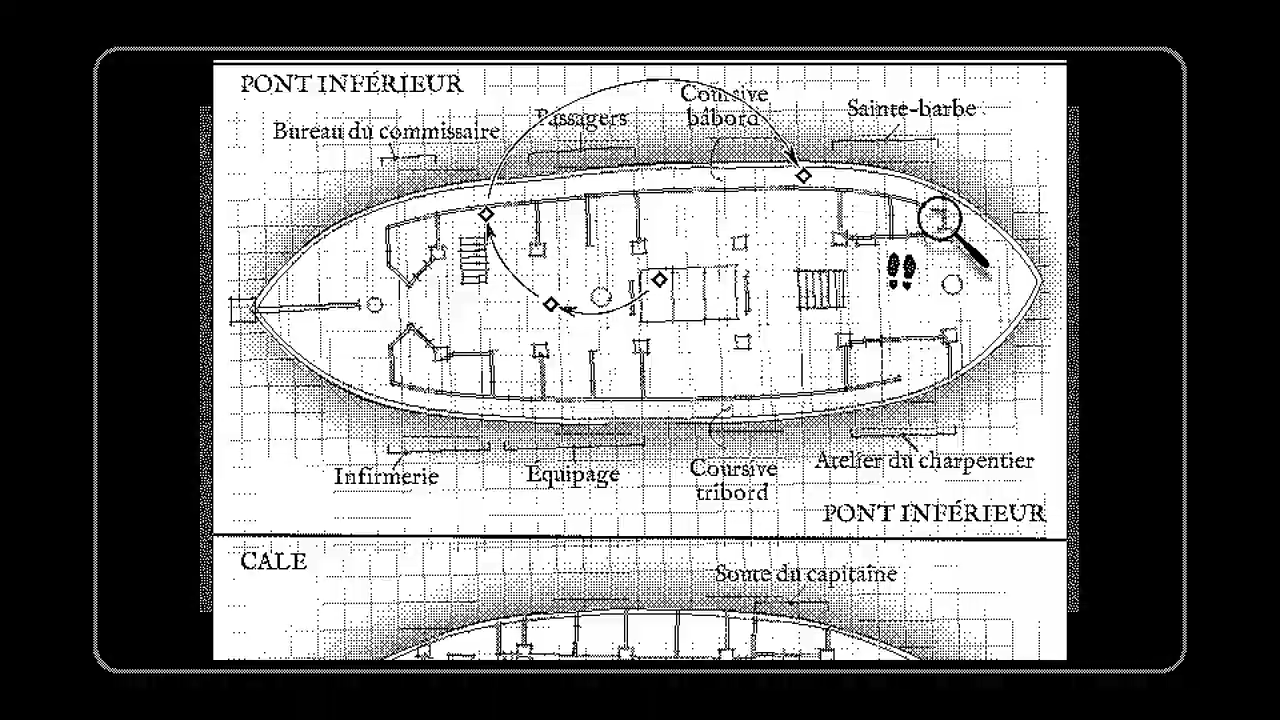 PONT INFÉRIEUR
Coursive
bâbord
Sainte-barbe
Passagers
Bureau du commissaire
Infirmerie
Équipage
Coursive
tribord
Atelier du charpentier
PONT INFÉRIEUR
CALE
Soute du capitaine